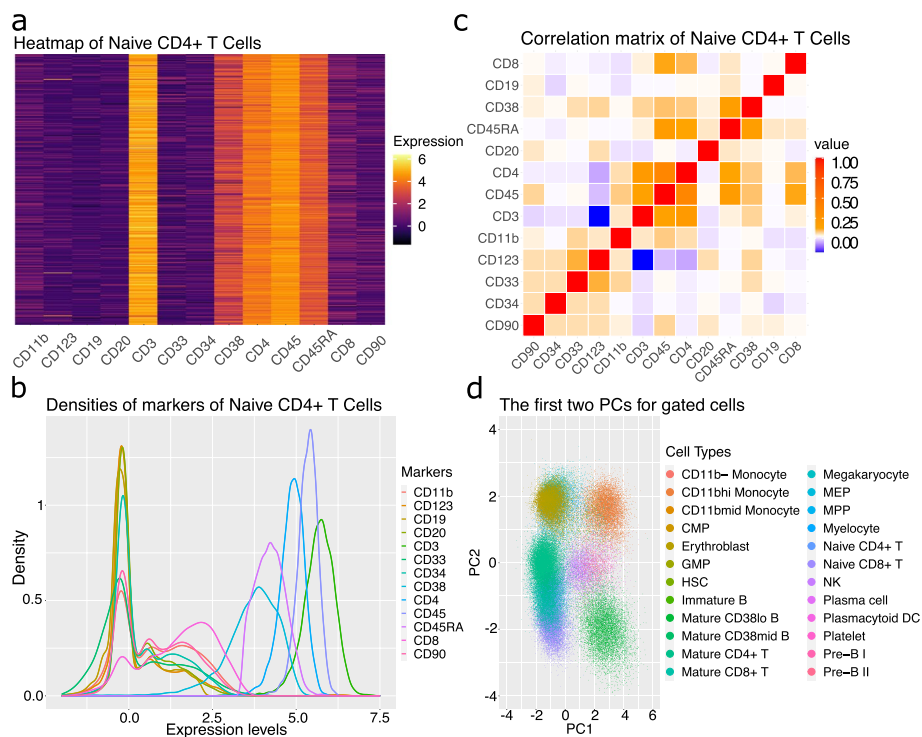 a
Heatmap of Naive CD4+ T Cells
Expression
6
4
2
0
CD11b CD123 CD19 CD20 CD3 CD33 CD34 CD38 CD4 CD45 CD45RA CD8 CD90
c
Correlation matrix of Naive CD4+ T Cells
CD8
CD19
CD38
CD45RA
CD20
CD4
CD45
CD3
CD11b
CD123
CD33
CD34
CD90
CD90 CD34 CD33 CD123 CD11b CD3 CD45 CD4 CD20 CD45RA CD38 CD19 CD8
value
1.00
0.75
0.50
0.25
0.00
b
Densities of markers of Naive CD4+ T Cells
Density
1
0.5
0.0
0.0 2.5 5.0 7.5
Expression levels
Markers
CD11b
CD123
CD19
CD20
CD3
CD33
CD34
CD38
CD4
CD45
CD45RA
CD8
CD90
d
The first two PCs for gated cells
PC2
4
2
0
-2
-4
-4 -2 0 2 4 6
PC1
Cell Types
CD11b− Monocyte
CD11bhi Monocyte
CD11bmid Monocyte
CMP
Erythroblast
GMP
HSC
Immature B
Mature CD38lo B
Mature CD38mid B
Mature CD4+ T
Mature CD8+ T
Megakaryocyte
MEP
MPP
Myelocyte
Naive CD4+ T
Naive CD8+ T
NK
Plasma cell
Plasmacytoid DC
Platelet
Pre−B I
Pre−B II